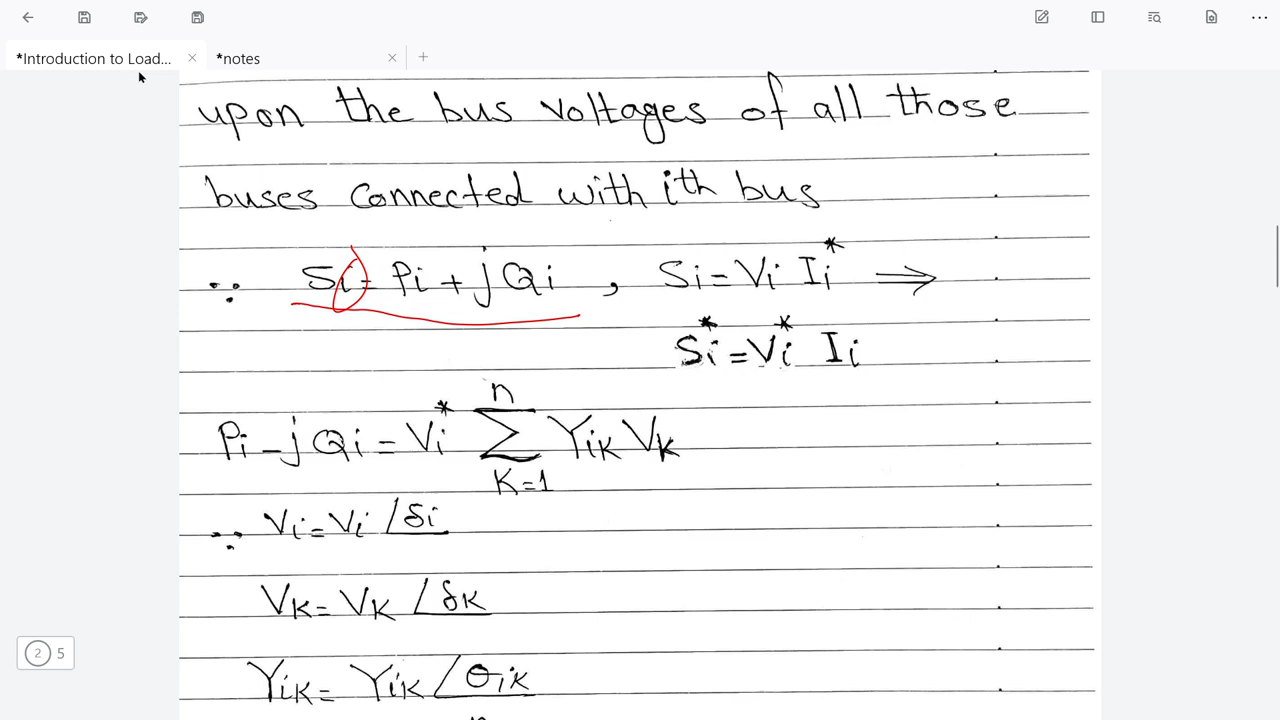 *Introduction to Load...
*notes
upon the bus voltages of all those
buses connected with ith bus
∵ Si = Pi + jQi , Si = Vi Ii* ⟹
Si* = Vi* Ii
Pi - jQi = Vi* ∑ Yik Vk
n
K=1
∵ Vi = Vi ∠δi
VK = VK ∠δK
YiK = YiK ∠θiK
2 5